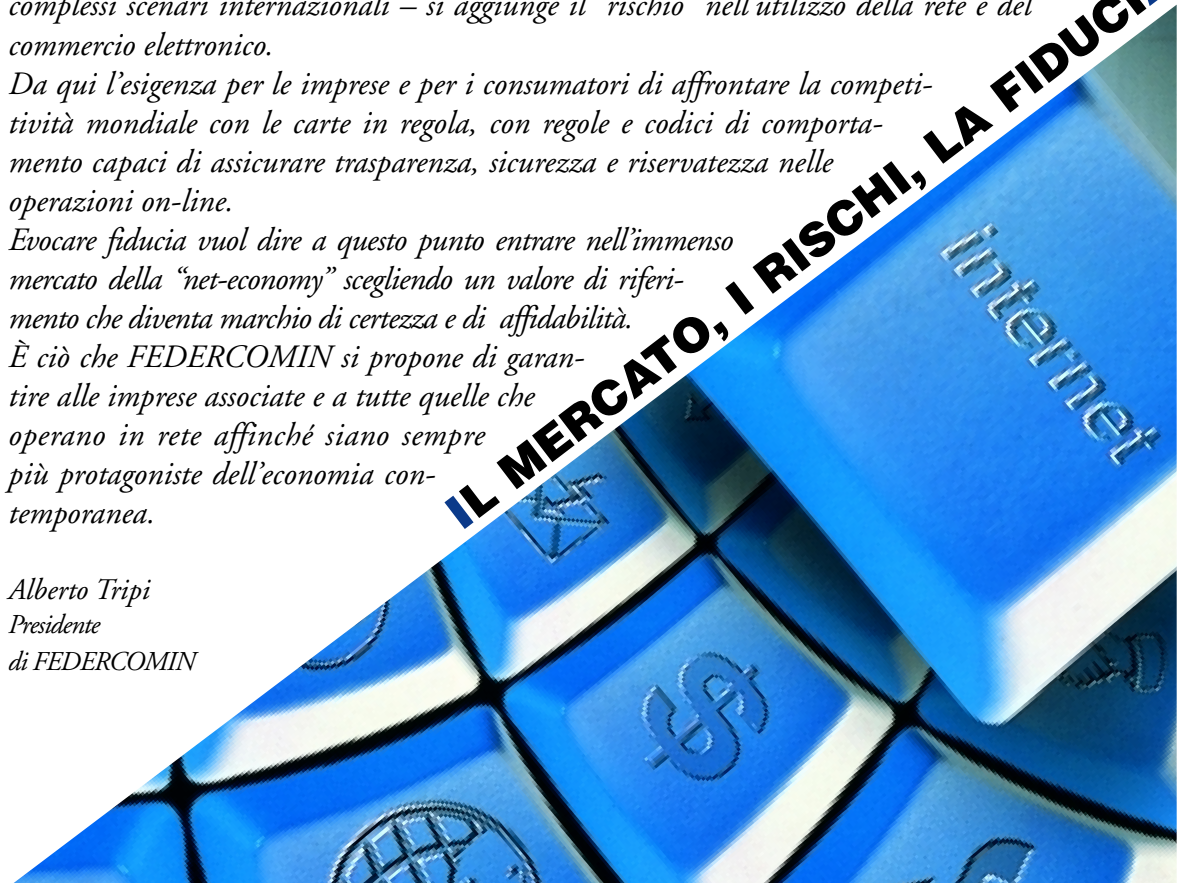 complessi scenari internazionali – si aggiunge il "rischio" nell'utilizzo della rete e del
commercio elettronico.
Da qui l'esigenza per le imprese e per i consumatori di affrontare la competi-
tività mondiale con le carte in regola, con regole e codici di comporta-
mento capaci di assicurare trasparenza, sicurezza e riservatezza nelle
operazioni on-line.
Evocare fiducia vuol dire a questo punto entrare nell'immenso
mercato della “net-economy” scegliendo un valore di riferi-
mento che diventa marchio di certezza e di affidabilità.
È ciò che FEDERCOMIN si propone di garan-
tire alle imprese associate e a tutte quelle che
operano in rete affinché siano sempre
più protagoniste dell'economia con-
temporanea.
Alberto Tripi
Presidente
di FEDERCOMIN
IL MERCATO, I RISCHI, LA FIDUCI
internet
$